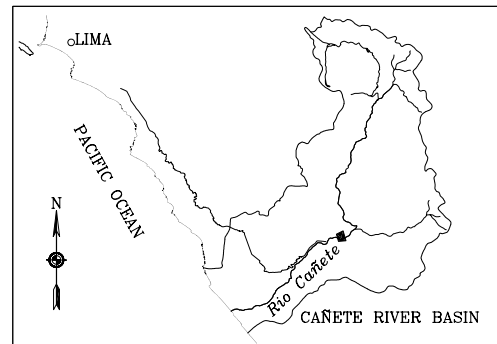 LIMA
PACIFIC OCEAN
N
Rio Cañete
CAÑETE RIVER BASIN